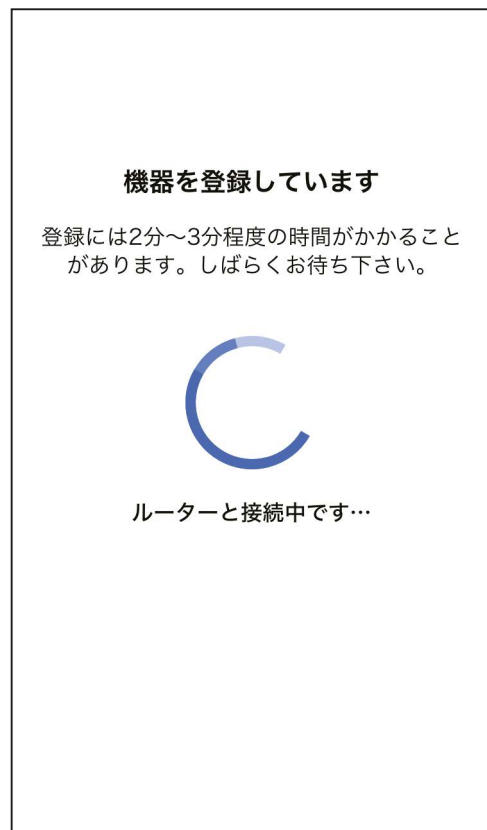 機器を登録しています
登録には2分〜3分程度の時間がかかること
があります。しばらくお待ち下さい。
ルーターと接続中です…